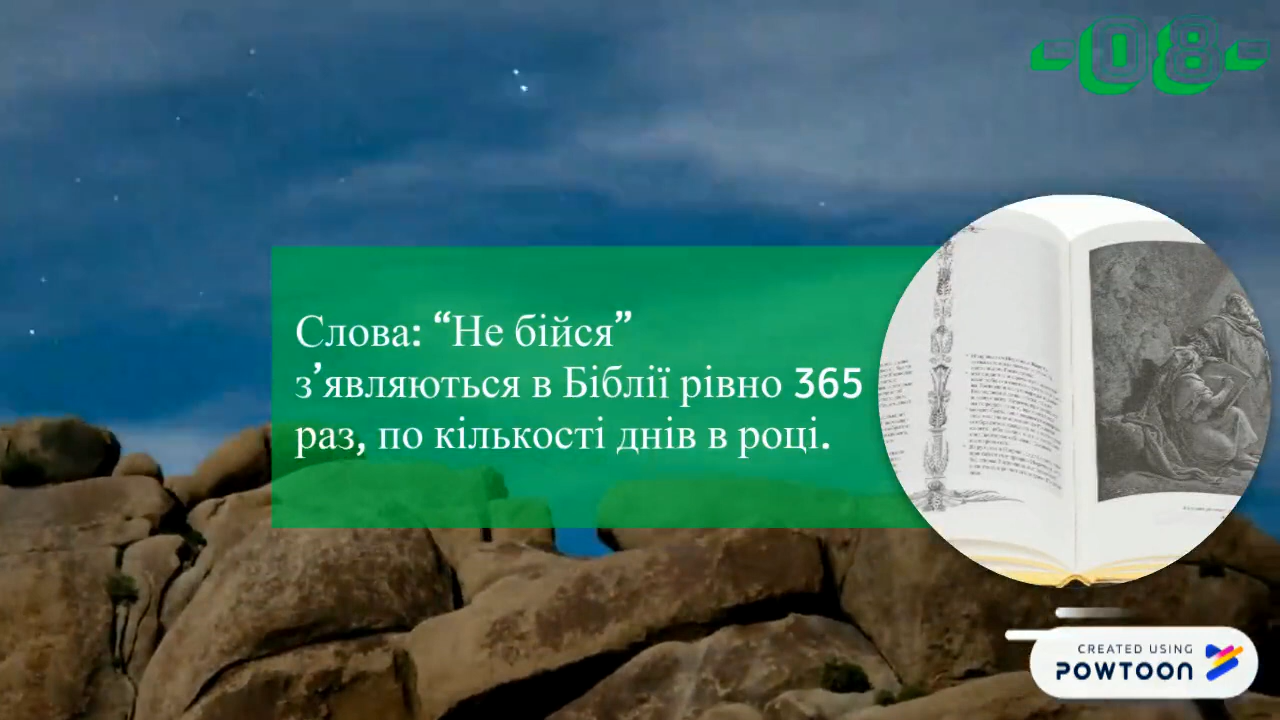 -08-
Слова: “Не бійся”
з’являються в Біблії рівно 365
раз, по кількості днів в році.
CREATED USING
POWTOON